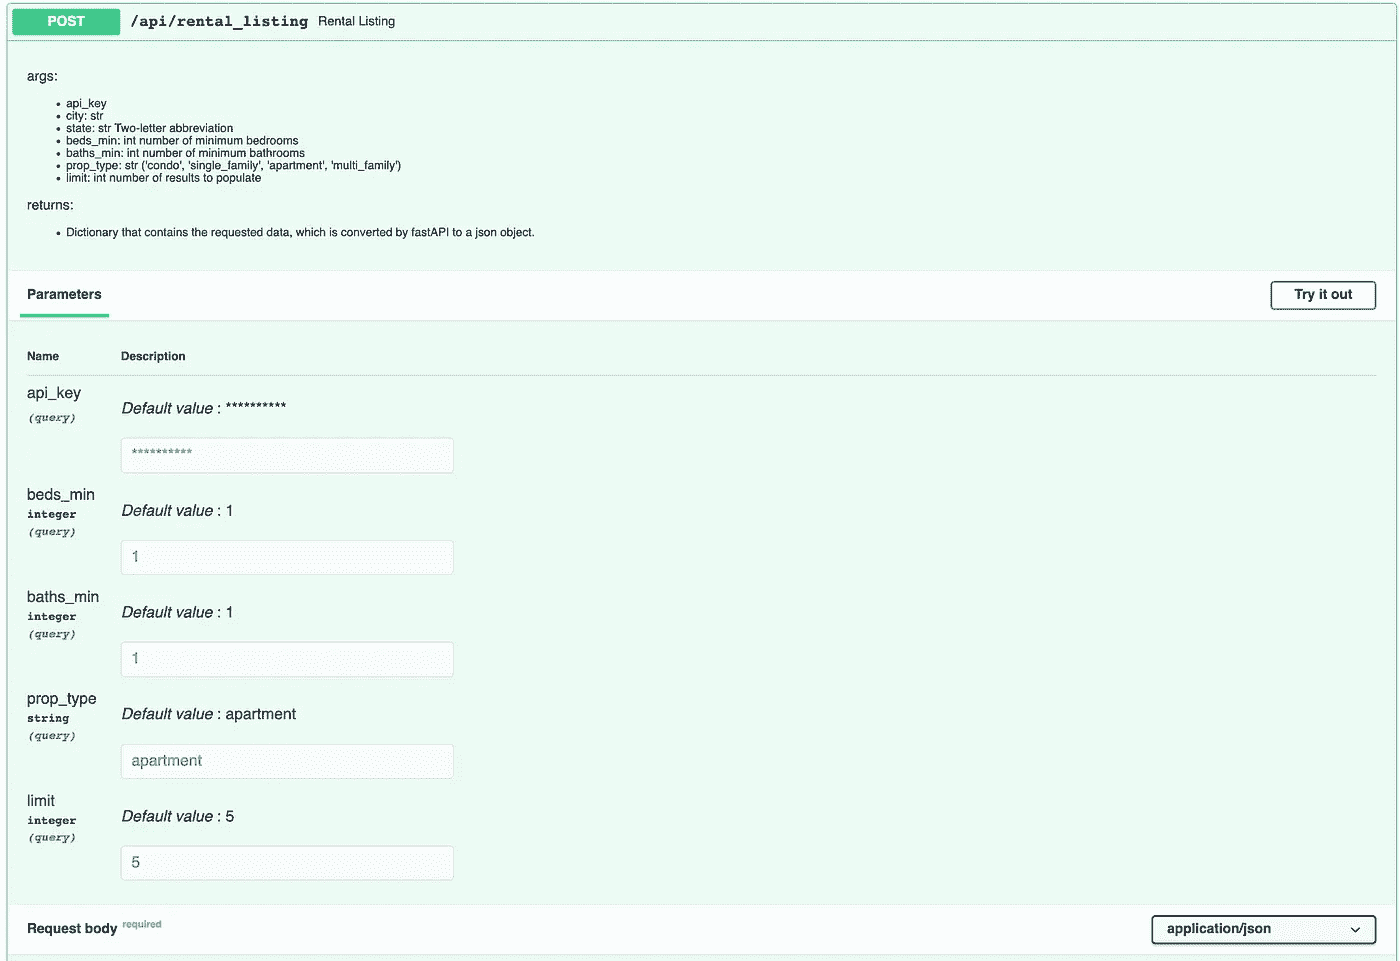 POST /api/rental_listing Rental Listing
args:
• api_key
• city: str
• state: str Two-letter abbreviation
• beds_min: int number of minimum bedrooms
• baths_min: int number of minimum bathrooms
• prop_type: str ('condo', 'single_family', 'apartment', 'multi_family')
• limit: int number of results to populate
returns:
• Dictionary that contains the requested data, which is converted by fastAPI to a json object.
Parameters Try it out
Name Description
api_key
(query)
Default value : **********
**********
beds_min
integer
(query)
Default value : 1
1
baths_min
integer
(query)
Default value : 1
1
prop_type
string
(query)
Default value : apartment
apartment
limit
integer
(query)
Default value : 5
5
Request body required application/json